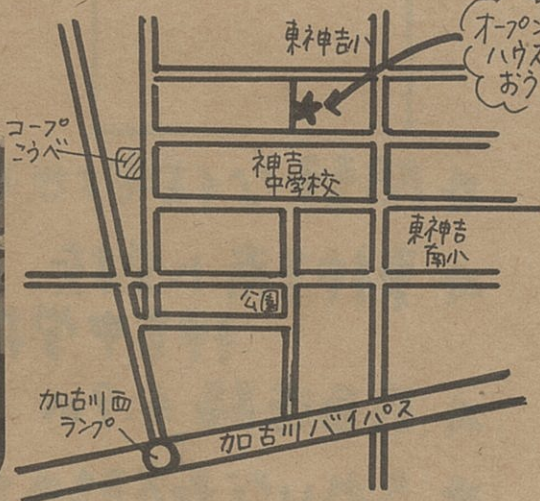 東神吉小
オープン
ハウス
おう
コープ
こうべ
神吉
中学校
東神吉
南小
公園
加古川西
ランプ
加古川バイパス